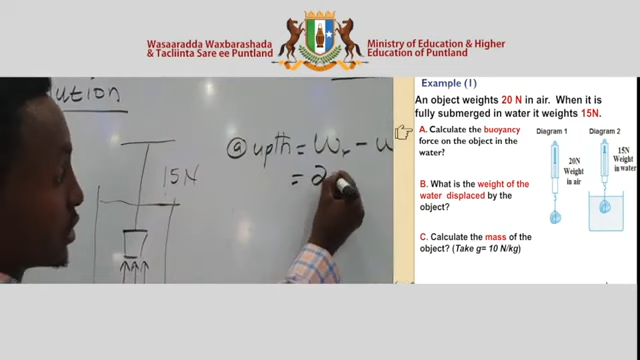 Wasaaradda Waxbarashada
& Tacliinta Sare ee Puntland
Ministry of Education & Higher
Education of Puntland
ution
15N
ⓐ upth = Wr - W
= 2
Example (1)
An object weights 20 N in air. When it is
fully submerged in water it weights 15N.
A. Calculate the buoyancy
force on the object in the
water?
B. What is the weight of the
water displaced by the
object?
C. Calculate the mass of the
object? (Take g= 10 N/kg)
Diagram 1
20N
Weight
in air
Diagram 2
15N
Weight
in water